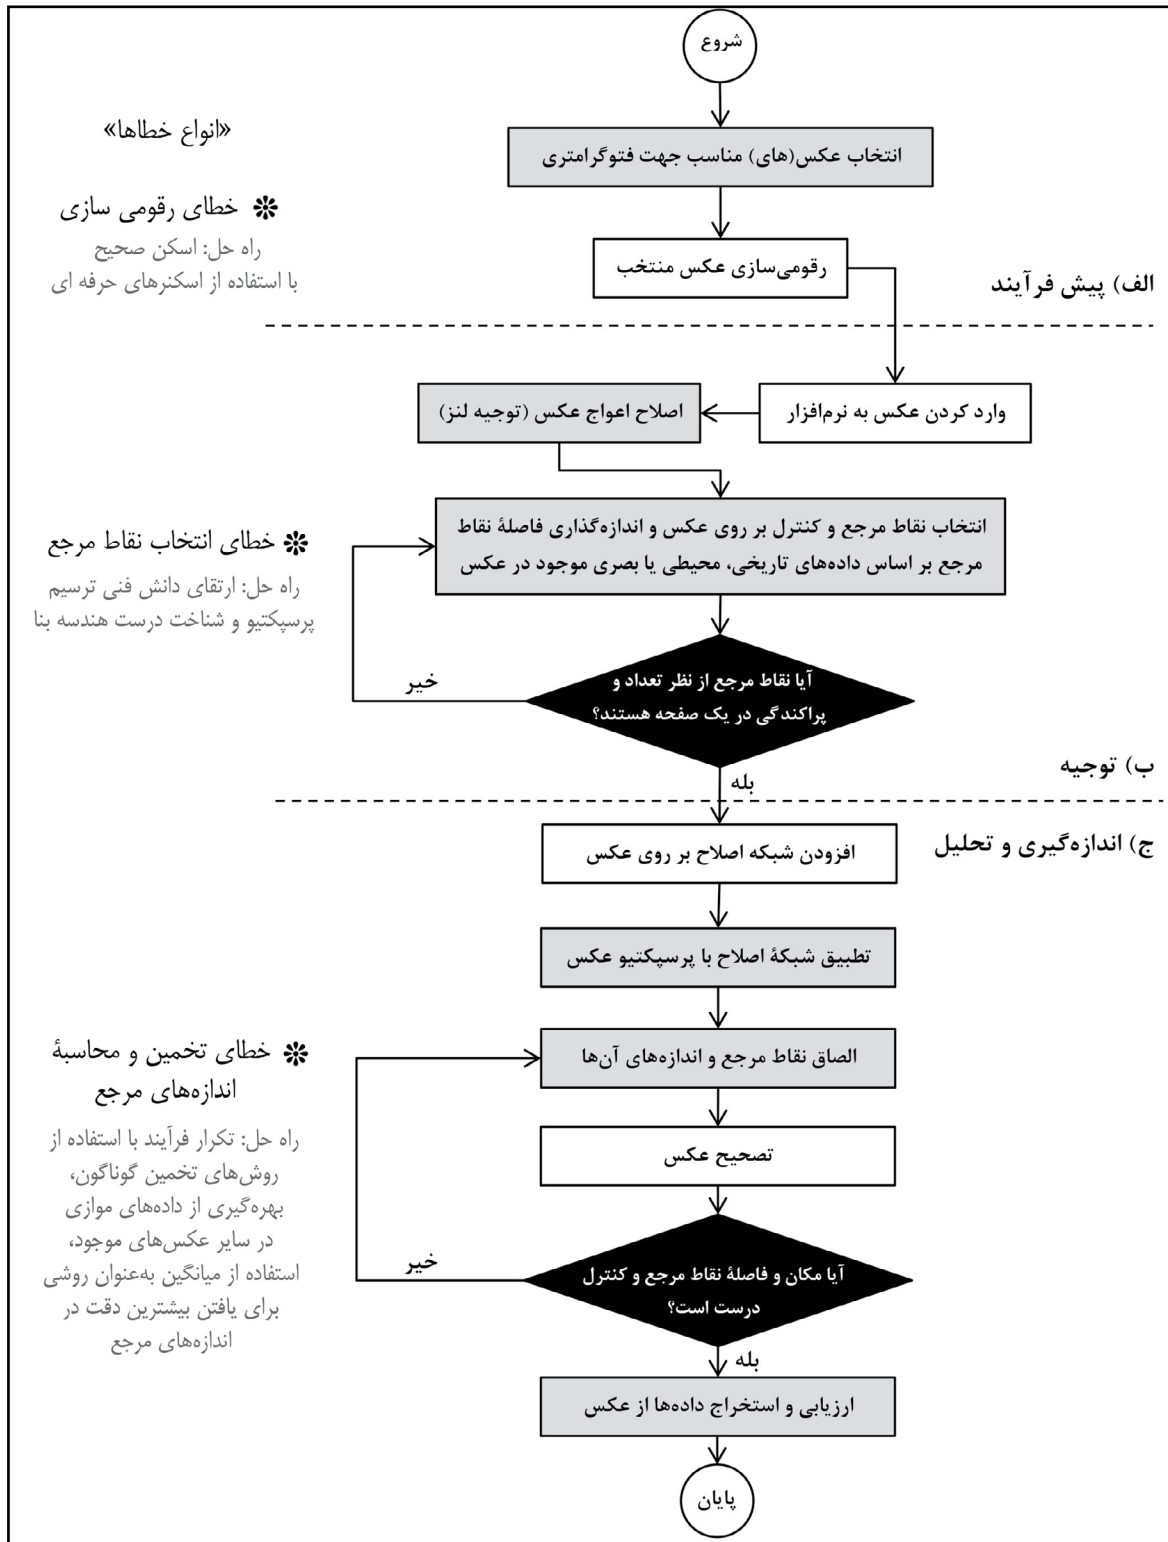 شروع
«انواع خطاها»
انتخاب عکس(های) مناسب جهت فتوگرامتری
❊ خطای رقومی سازی
راه حل: اسکن صحیح
با استفاده از اسکنرهای حرفه ای
رقومی‌سازی عکس منتخب
الف) پیش فرآیند
وارد کردن عکس به نرم‌افزار
اصلاح اعواج عکس (توجیه لنز)
انتخاب نقاط مرجع و کنترل بر روی عکس و اندازه‌گذاری فاصلۀ نقاط
مرجع بر اساس داده‌های تاریخی، محیطی یا بصری موجود در عکس
❊ خطای انتخاب نقاط مرجع
راه حل: ارتقای دانش فنی ترسیم
پرسپکتیو و شناخت درست هندسه بنا
آیا نقاط مرجع از نظر تعداد و
پراکندگی در یک صفحه هستند؟
خیر
بله
ب) توجیه
ج) اندازه‌گیری و تحلیل
افزودن شبکه اصلاح بر روی عکس
تطبیق شبکۀ اصلاح با پرسپکتیو عکس
الصاق نقاط مرجع و اندازه‌های آن‌ها
❊ خطای تخمین و محاسبۀ
اندازه‌های مرجع
راه حل: تکرار فرآیند با استفاده از
روش‌های تخمین گوناگون،
بهره‌گیری از داده‌های موازی
در سایر عکس‌های موجود،
استفاده از میانگین به‌عنوان روشی
برای یافتن بیشترین دقت در
اندازه‌های مرجع
تصحیح عکس
آیا مکان و فاصلۀ نقاط مرجع و کنترل
درست است؟
خیر
بله
ارزیابی و استخراج داده‌ها از عکس
پایان